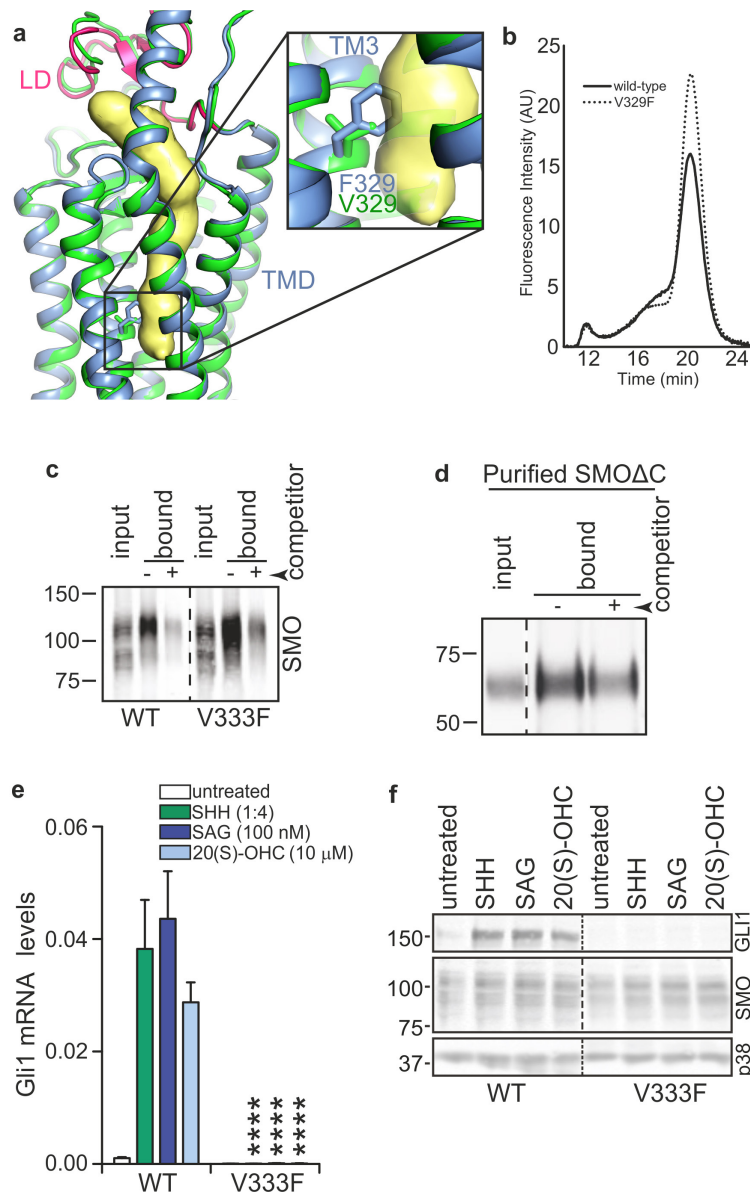 a
LD
TM3
F329
V329
TMD
b
25
20
15
10
5
0
Fluorescence Intensity (AU)
wild-type
V329F
12
16
20
24
Time (min)
c
input
bound
input
bound
competitor
- + - +
150
100
75
SMO
WT
V333F
d
Purified SMOΔC
input
bound
competitor
- +
75
50
e
untreated
SHH (1:4)
SAG (100 nM)
20(S)-OHC (10 μM)
0.06
0.04
0.02
0.00
Gli1 mRNA levels
****
****
****
WT
V333F
f
untreated
SHH
SAG
20(S)-OHC
untreated
SHH
SAG
20(S)-OHC
150
GLI1
100
75
SMO
37
p38
WT
V333F